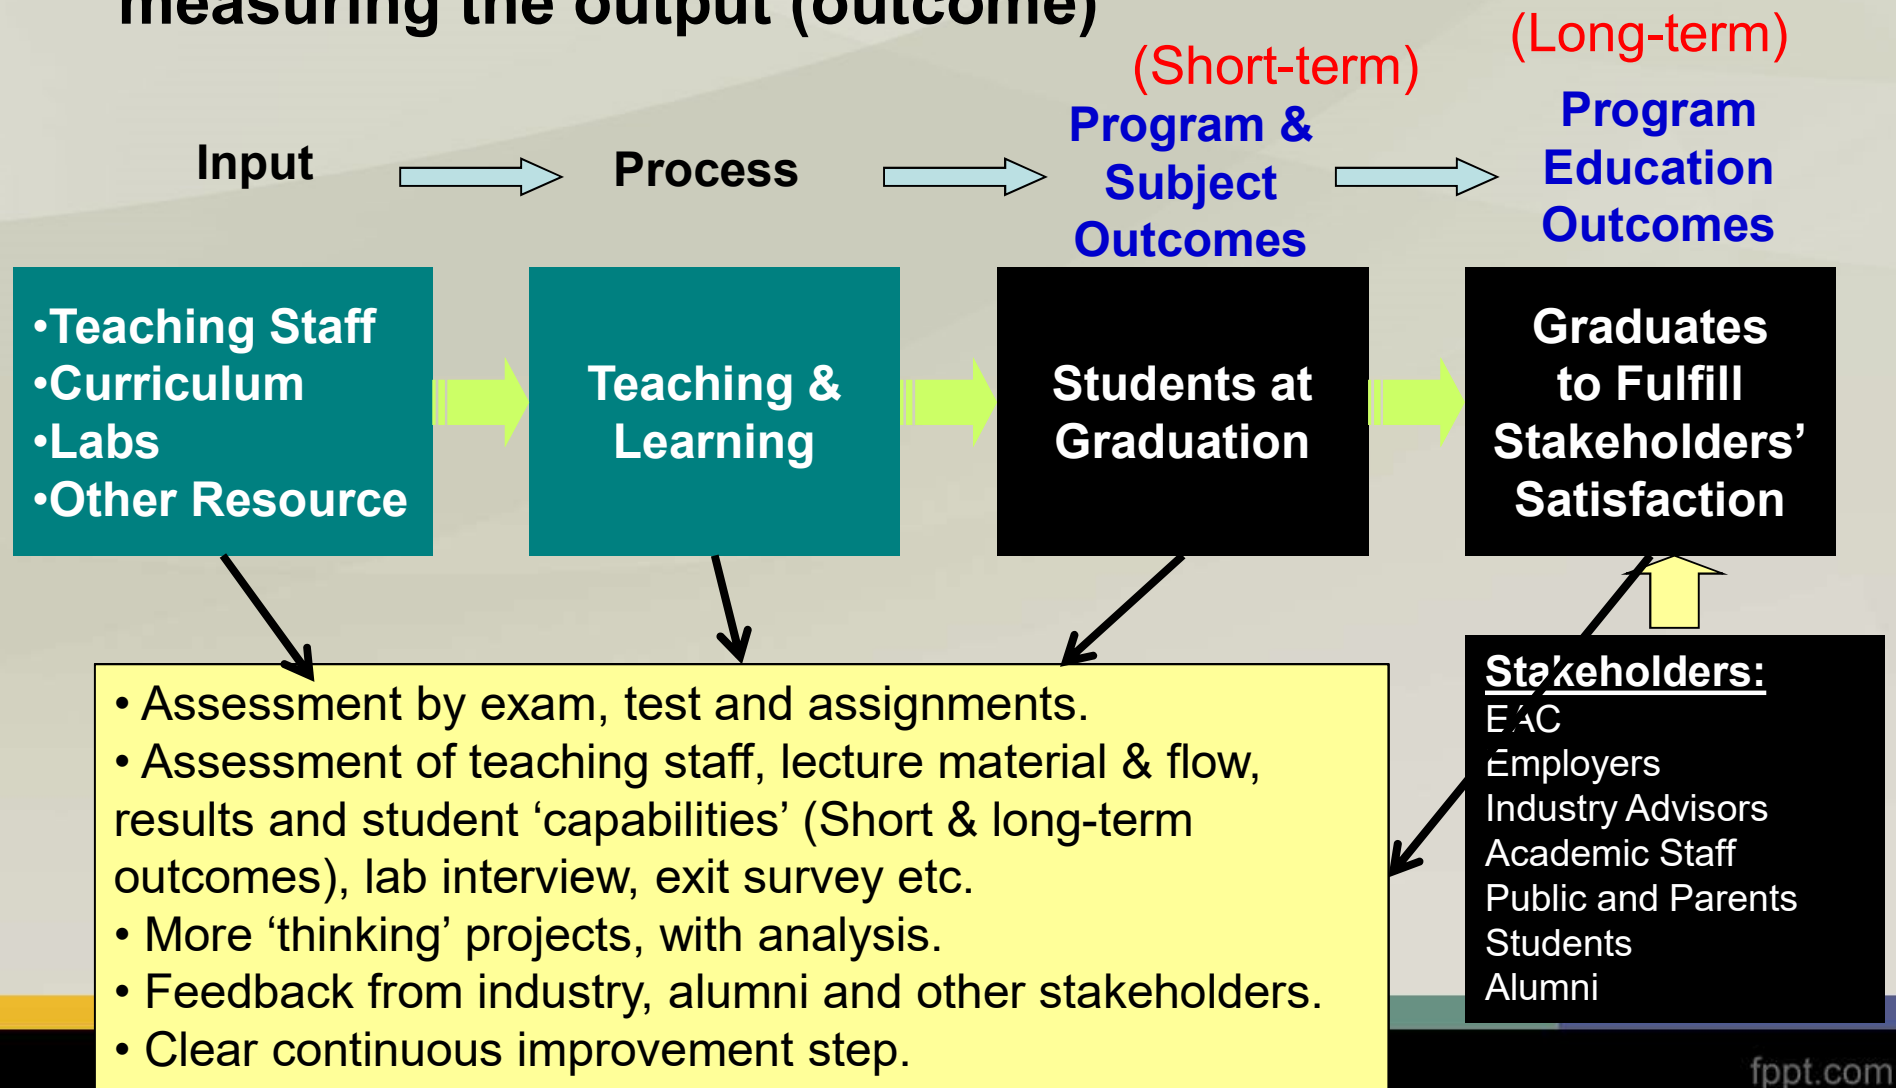 measuring the output (outcome)
(Short-term)
(Long-term)
Input
Process
Program &
Subject
Outcomes
Program
Education
Outcomes
•Teaching Staff
•Curriculum
•Labs
•Other Resource
Teaching &
Learning
Students at
Graduation
Graduates
to Fulfill
Stakeholders’
Satisfaction
• Assessment by exam, test and assignments.
• Assessment of teaching staff, lecture material & flow,
results and student ‘capabilities’ (Short & long-term
outcomes), lab interview, exit survey etc.
• More ‘thinking’ projects, with analysis.
• Feedback from industry, alumni and other stakeholders.
• Clear continuous improvement step.
Stakeholders:
EAC
Employers
Industry Advisors
Academic Staff
Public and Parents
Students
Alumni
fppt.com